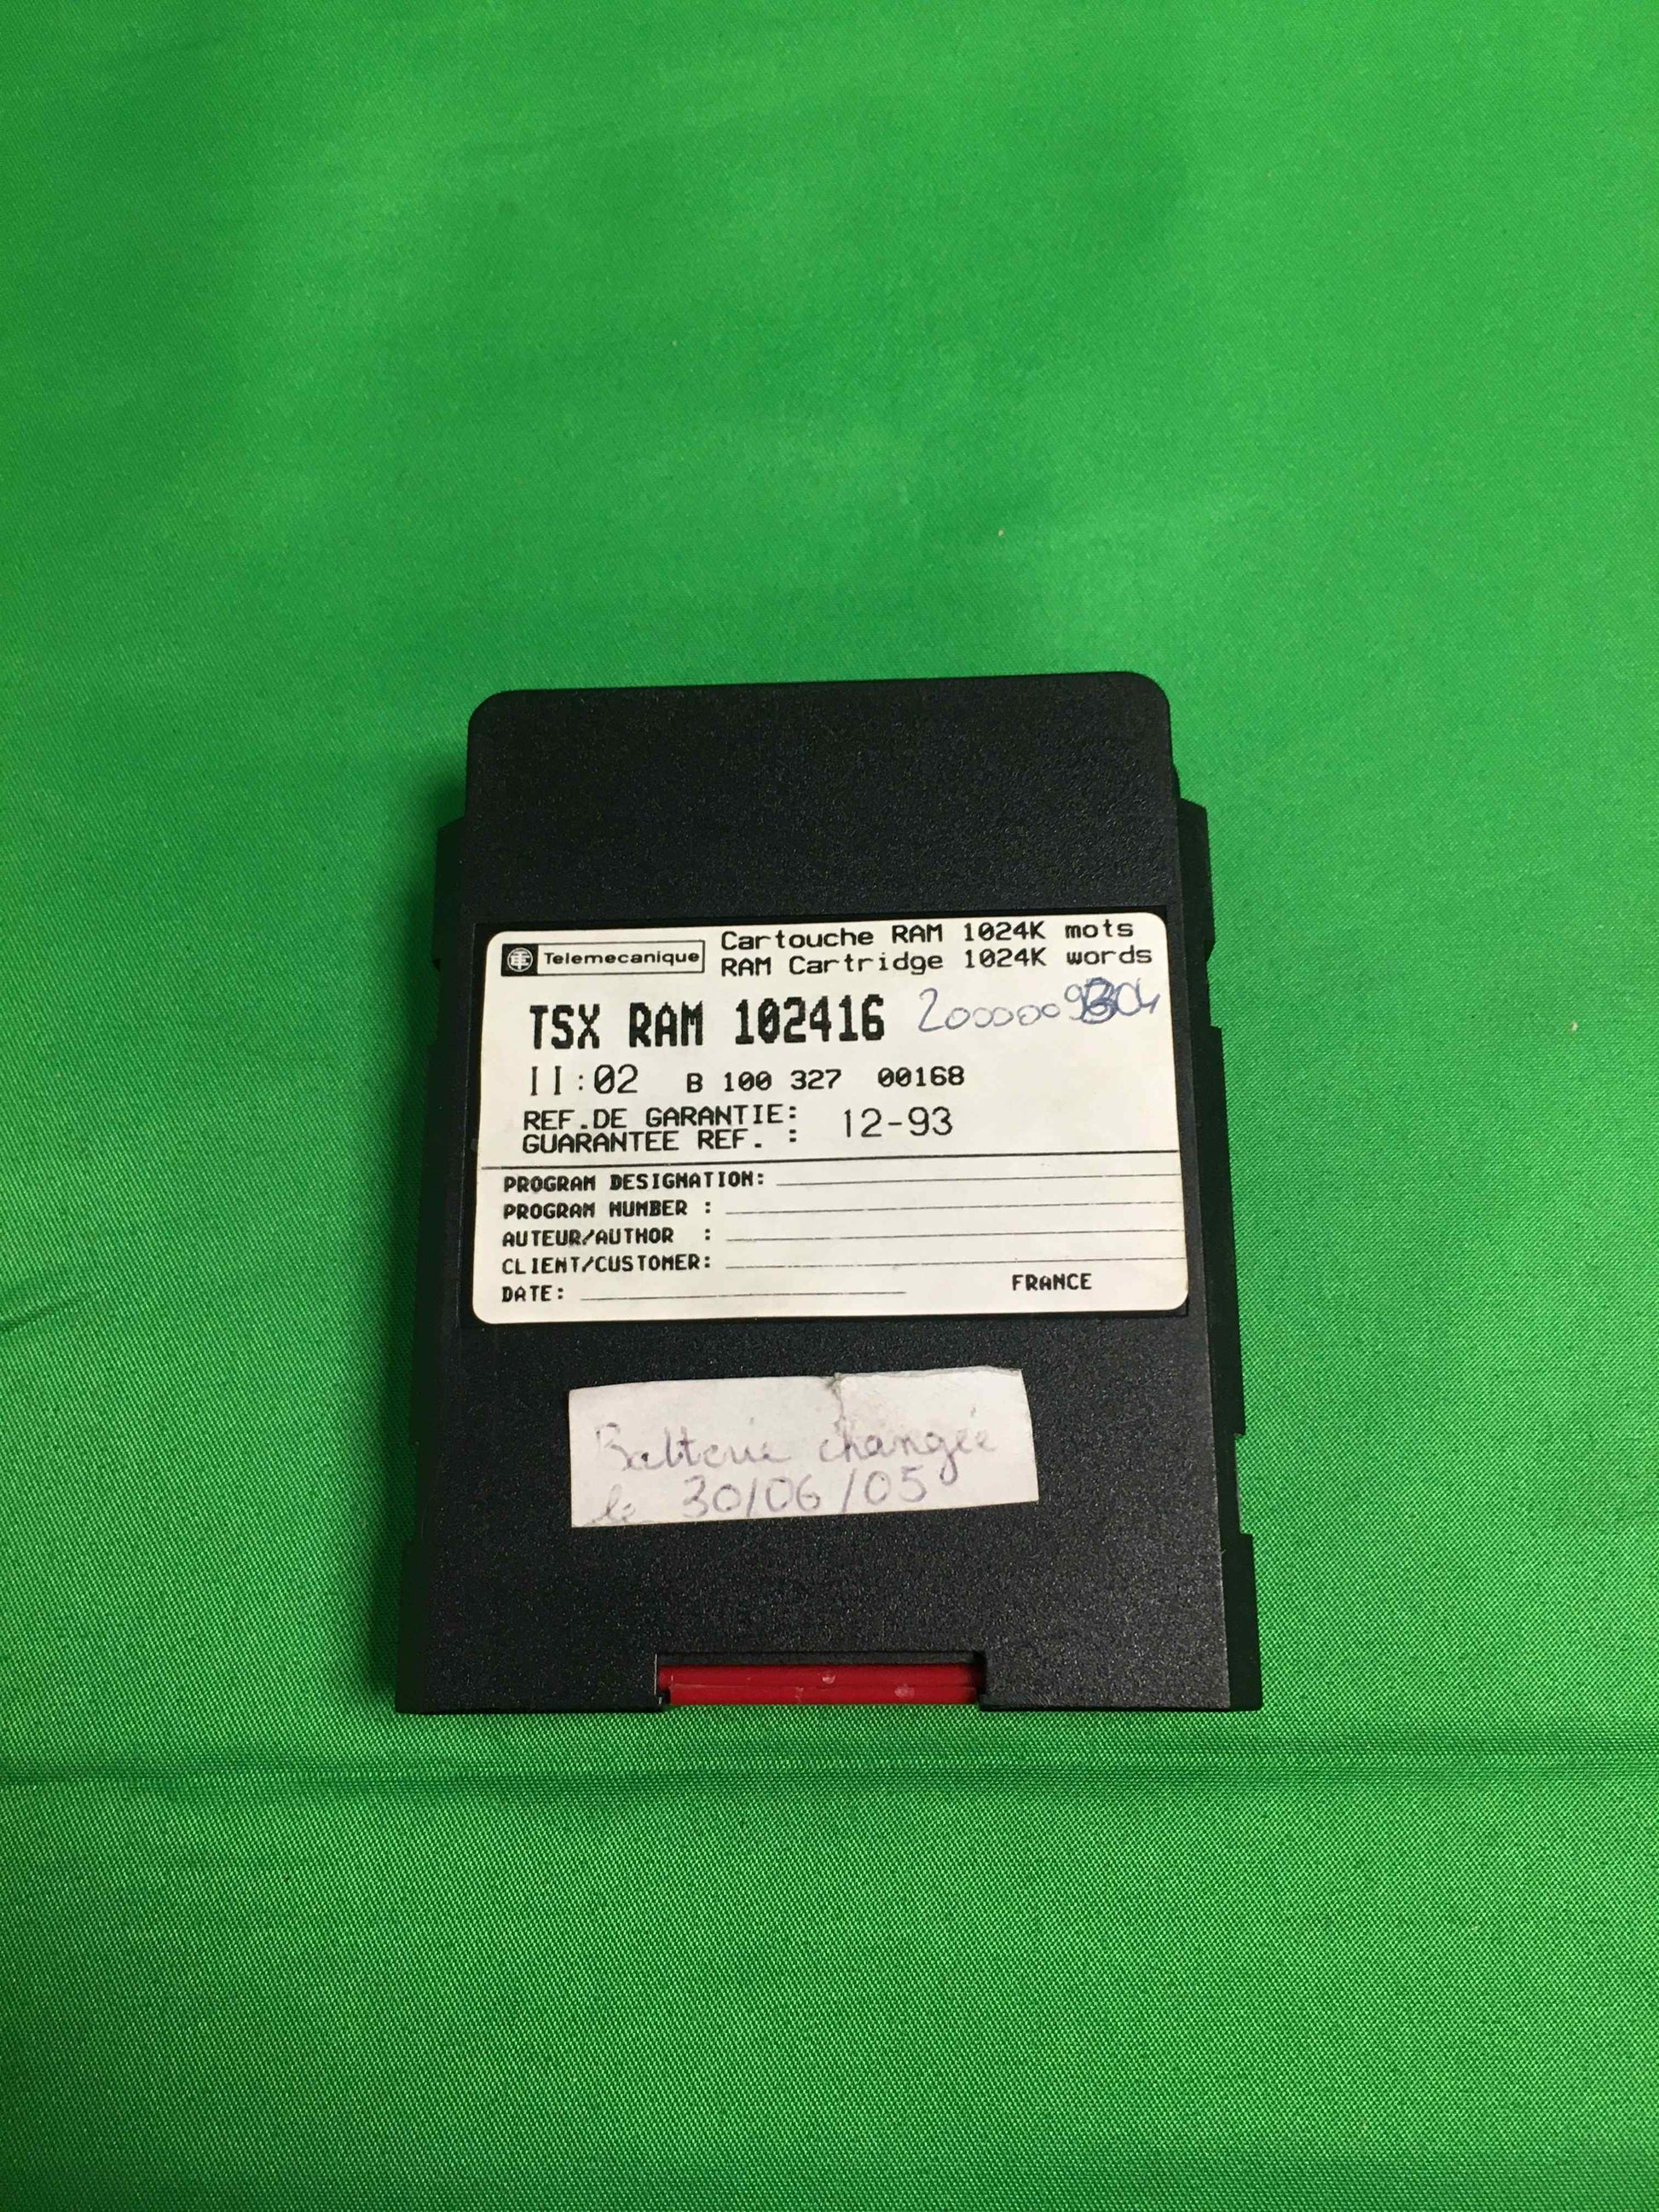 Telemecanique
Cartouche RAM 1024K mots
RAM Cartridge 1024K words
TSX RAM 102416
II:02 B 100 327 00168
REF.DE GARANTIE:
GUARANTEE REF. : 12-93
PROGRAM DESIGNATION:
PROGRAM NUMBER :
AUTEUR/AUTHOR :
CLIENT/CUSTOMER:
DATE: FRANCE
Batterie changée
le 30/06/05